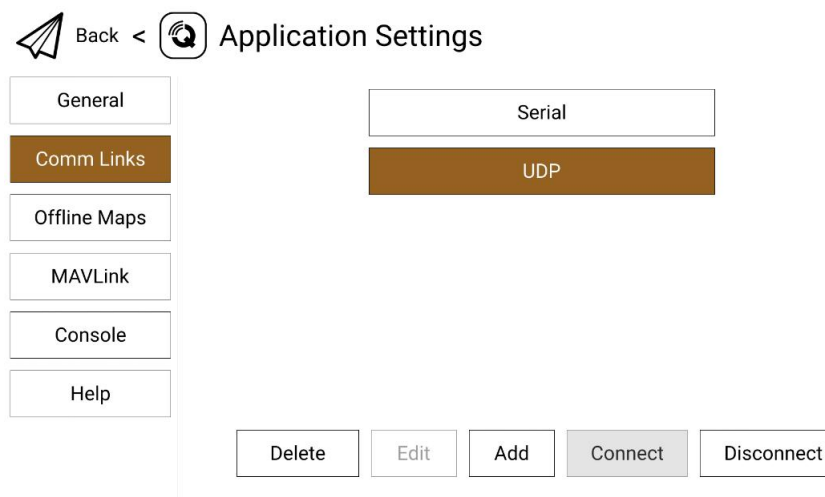 Back < Application Settings
General
Comm Links
Offline Maps
MAVLink
Console
Help
Serial
UDP
Delete Edit Add Connect Disconnect